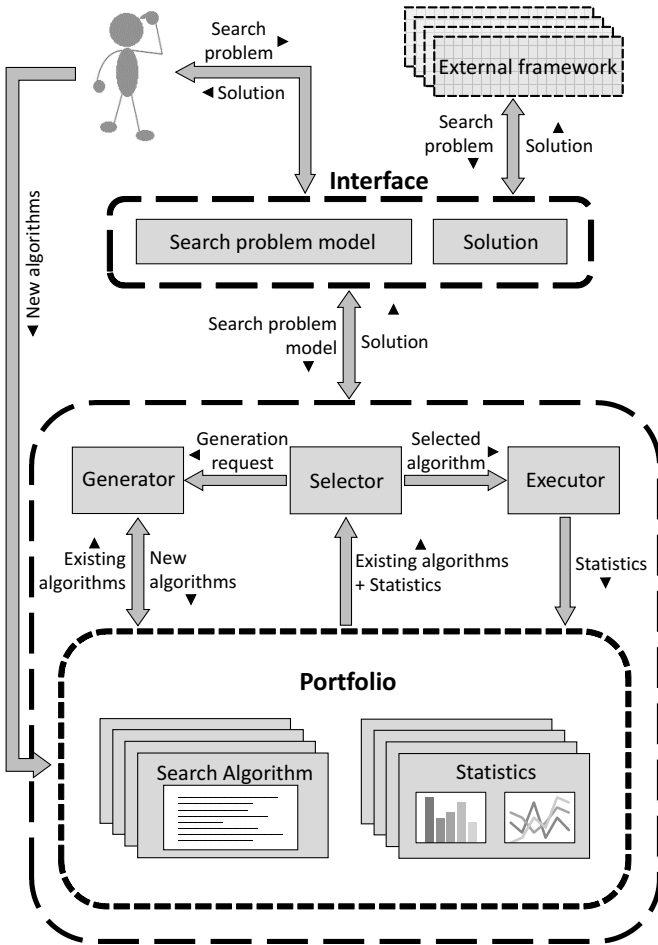 Search
problem
Solution
External framework
Search
problem
Solution
Interface
Search problem model
Solution
New algorithms
Search problem
model
Solution
Generator
Generation
request
Selector
Selected
algorithm
Executor
Existing
algorithms
New
algorithms
Existing algorithms
+ Statistics
Statistics
Portfolio
Search Algorithm
Statistics